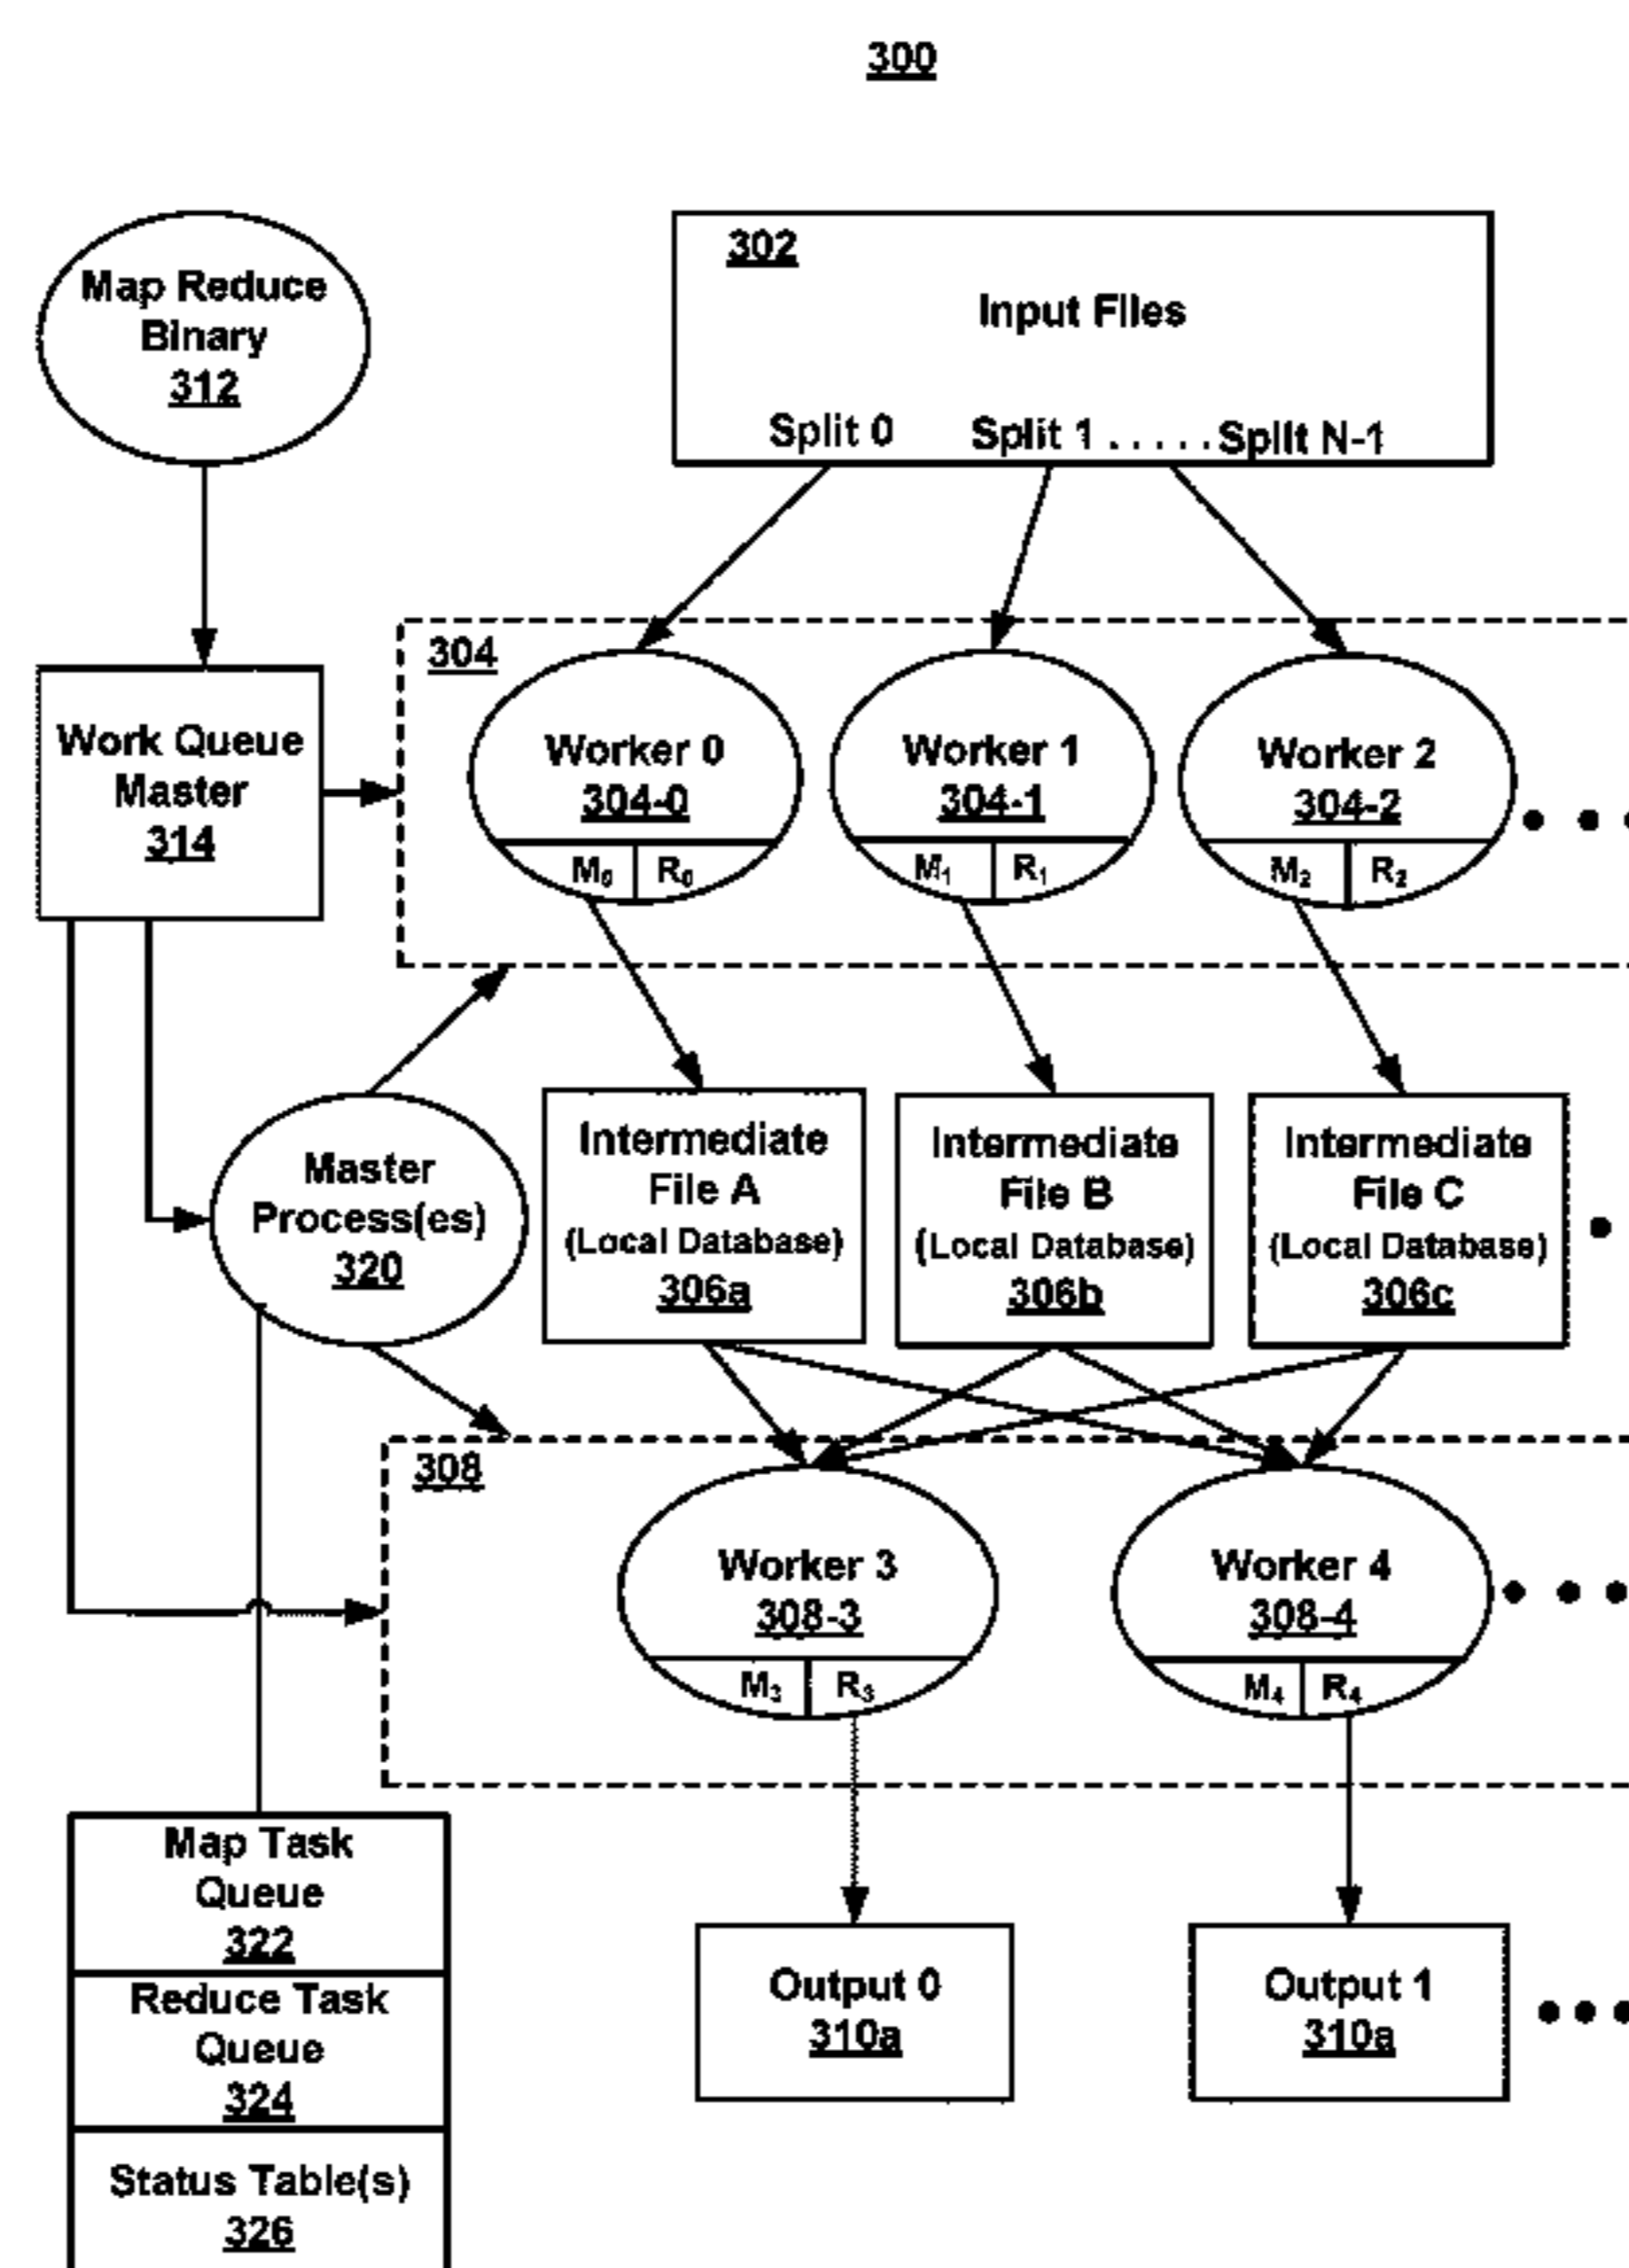 300
Map Reduce
Binary
312
302
Input Files
Split 0 Split 1 . . . . . Split N-1
304
Work Queue
Master
314
Worker 0
304-0
M₀ R₀
Worker 1
304-1
M₁ R₁
Worker 2
304-2
M₂ R₂
Master
Process(es)
320
Intermediate
File A
(Local Database)
306a
Intermediate
File B
(Local Database)
306b
Intermediate
File C
(Local Database)
306c
308
Worker 3
308-3
M₃ R₃
Worker 4
308-4
M₄ R₄
Map Task
Queue
322
Reduce Task
Queue
324
Status Table(s)
326
Output 0
310a
Output 1
310a